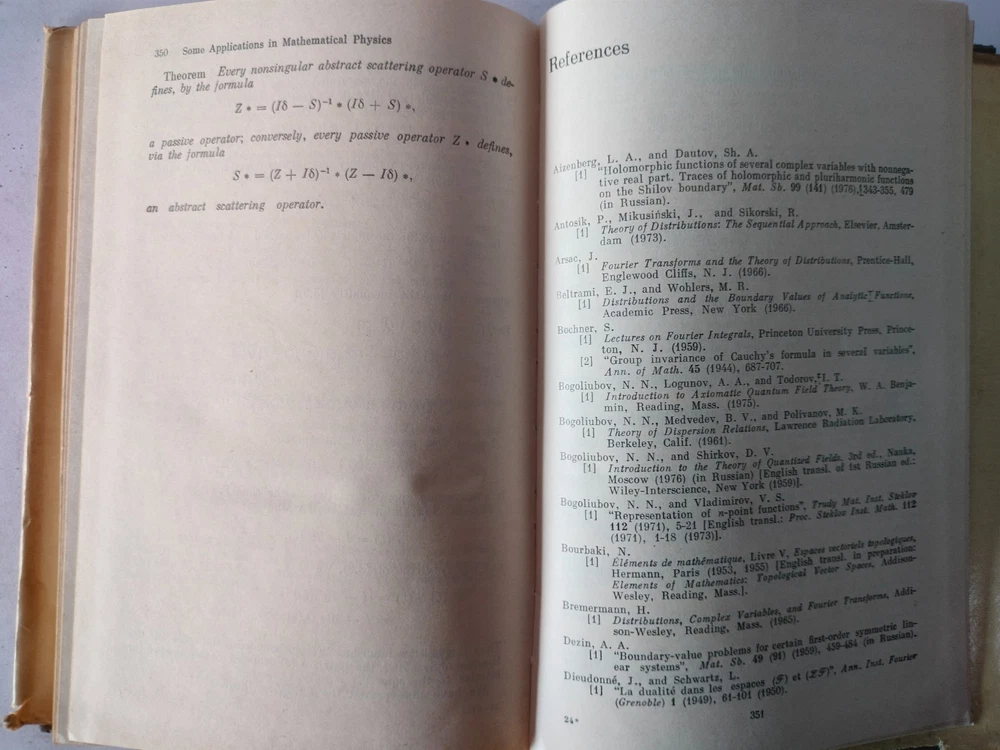 350 Some Applications in Mathematical Physics
Theorem Every nonsingular abstract scattering operator S * de-
fines, by the formula
Z * = (Iδ − S)⁻¹ * (Iδ + S) *,
a passive operator; conversely, every passive operator Z * defines,
via the formula
S * = (Z + Iδ)⁻¹ * (Z − Iδ) *,
an abstract scattering operator.
References
Aizenberg, L. A., and Dautov, Sh. A.
[1] "Holomorphic functions of several complex variables with nonnega-
tive real part. Traces of holomorphic and pluriharmonic functions
on the Shilov boundary", Mat. Sb. 99 (141) (1976), 343-355, 479
(in Russian).
Antosik, P., Mikusiński, J., and Sikorski, R.
[1] Theory of Distributions: The Sequential Approach, Elsevier, Amster-
dam (1973).
Arsac, J.
[1] Fourier Transforms and the Theory of Distributions, Prentice-Hall,
Englewood Cliffs, N. J. (1966).
Beltrami, E. J., and Wohlers, M. R.
[1] Distributions and the Boundary Values of Analytic Functions,
Academic Press, New York (1966).
Bochner, S.
[1] Lectures on Fourier Integrals, Princeton University Press, Prince-
ton, N. J. (1959).
[2] "Group invariance of Cauchy's formula in several variables",
Ann. of Math. 45 (1944), 687-707.
Bogoliubov, N. N., Logunov, A. A., and Todorov, I. T.
[1] Introduction to Axiomatic Quantum Field Theory, W. A. Benja-
min, Reading, Mass. (1975).
Bogoliubov, N. N., Medvedev, B. V., and Polivanov, M. K.
[1] Theory of Dispersion Relations, Lawrence Radiation Laboratory,
Berkeley, Calif. (1961).
Bogoliubov, N. N., and Shirkov, D. V.
[1] Introduction to the Theory of Quantized Fields, 3rd ed., Nauka,
Moscow (1976) (in Russian) [English transl. of 1st Russian ed.:
Wiley-Interscience, New York (1959)].
Bogoliubov, N. N., and Vladimirov, V. S.
[1] "Representation of n-point functions", Trudy Mat. Inst. Steklov
112 (1971), 5-21 [English transl.: Proc. Steklov Inst. Math. 112
(1971), 1-18 (1973)].
Bourbaki, N.
[1] Éléments de mathématique, Livre V, Espaces vectoriels topologiques,
Hermann, Paris (1953, 1955) [English transl. in preparation:
Elements of Mathematics: Topological Vector Spaces, Addison-
Wesley, Reading, Mass.].
Bremermann, H.
[1] Distributions, Complex Variables, and Fourier Transforms, Addi-
son-Wesley, Reading, Mass. (1965).
Dezin, A. A.
[1] "Boundary-value problems for certain first-order symmetric lin-
ear systems", Mat. Sb. 49 (91) (1959), 459-484 (in Russian).
Dieudonné, J., and Schwartz, L.
[1] "La dualité dans les espaces (ℱ) et (ℒℱ)", Ann. Inst. Fourier
(Grenoble) 1 (1949), 61-101 (1950).
24*
351